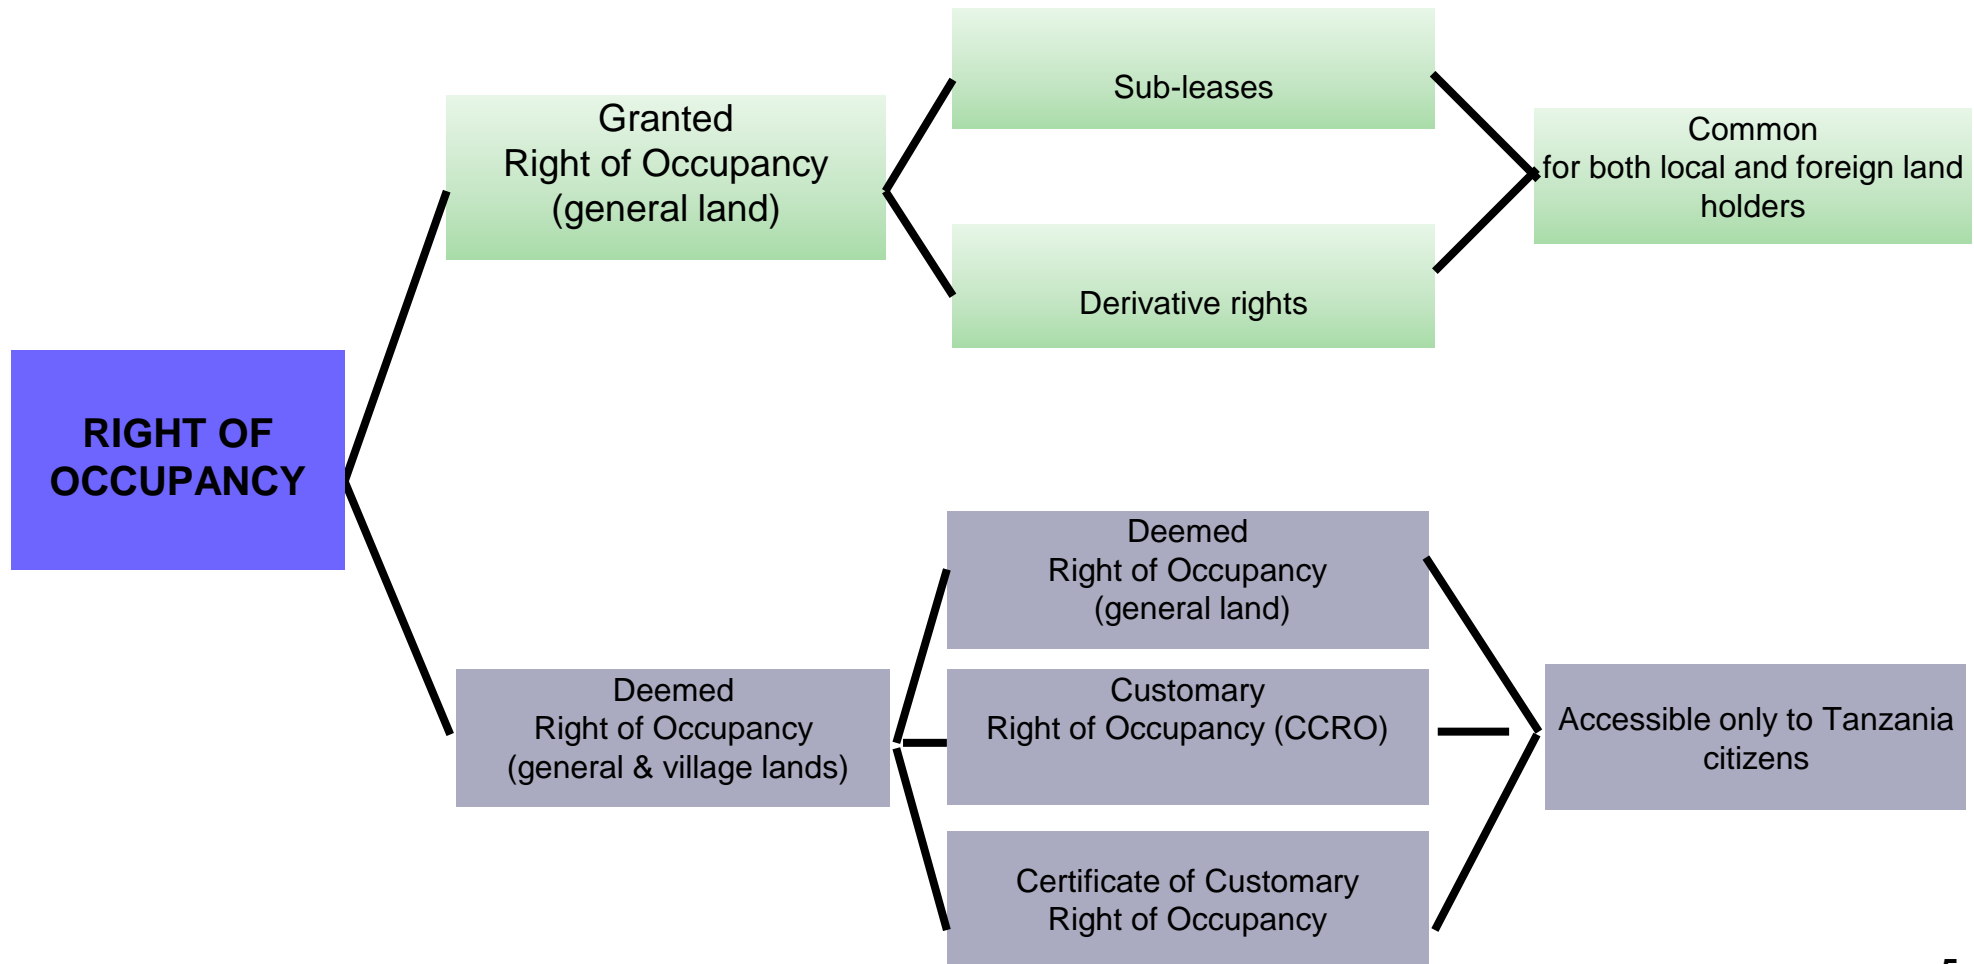 Sub-leases
Granted
Right of Occupancy
(general land)
Common
for both local and foreign land
holders
Derivative rights
RIGHT OF
OCCUPANCY
Deemed
Right of Occupancy
(general land)
Deemed
Right of Occupancy
(general & village lands)
Customary
Right of Occupancy (CCRO)
Accessible only to Tanzania
citizens
Certificate of Customary
Right of Occupancy